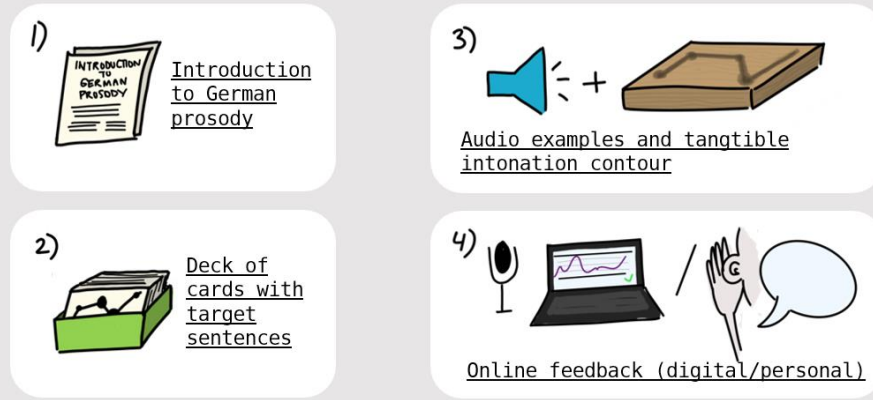 1)
INTRODUCTION
TO
GERMAN
PROSODY
Introduction
to German
prosody
2)
Deck of
cards with
target
sentences
3)
Audio examples and tangtible
intonation contour
4)
Online feedback (digital/personal)